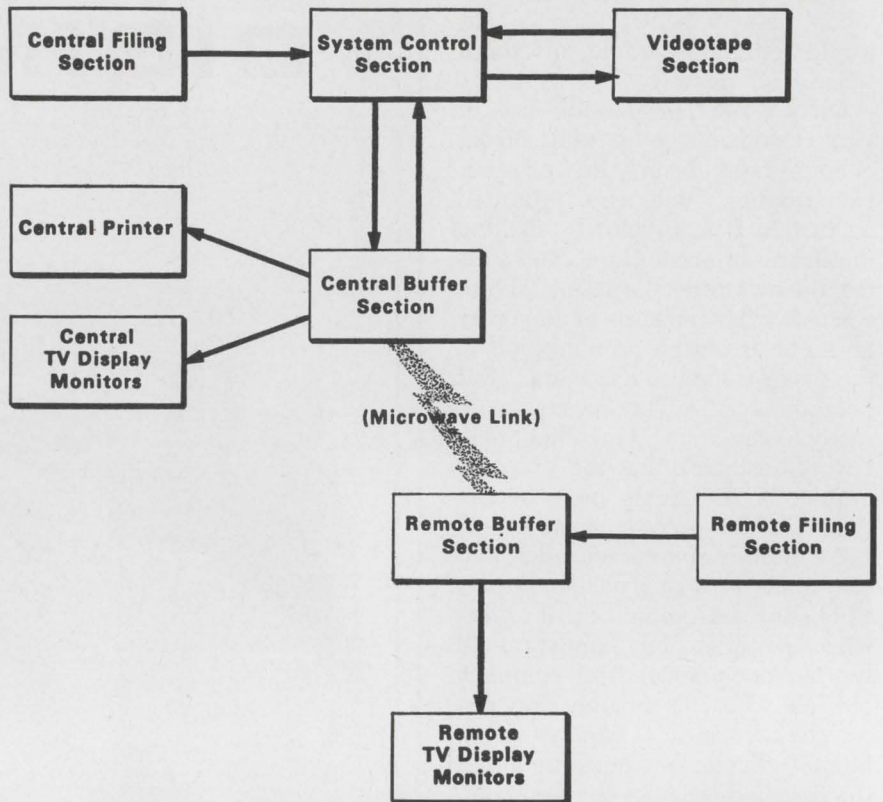 Central Filing
Section
System Control
Section
Videotape
Section
Central Printer
Central Buffer
Section
Central
TV Display
Monitors
(Microwave Link)
Remote Buffer
Section
Remote Filing
Section
Remote
TV Display
Monitors